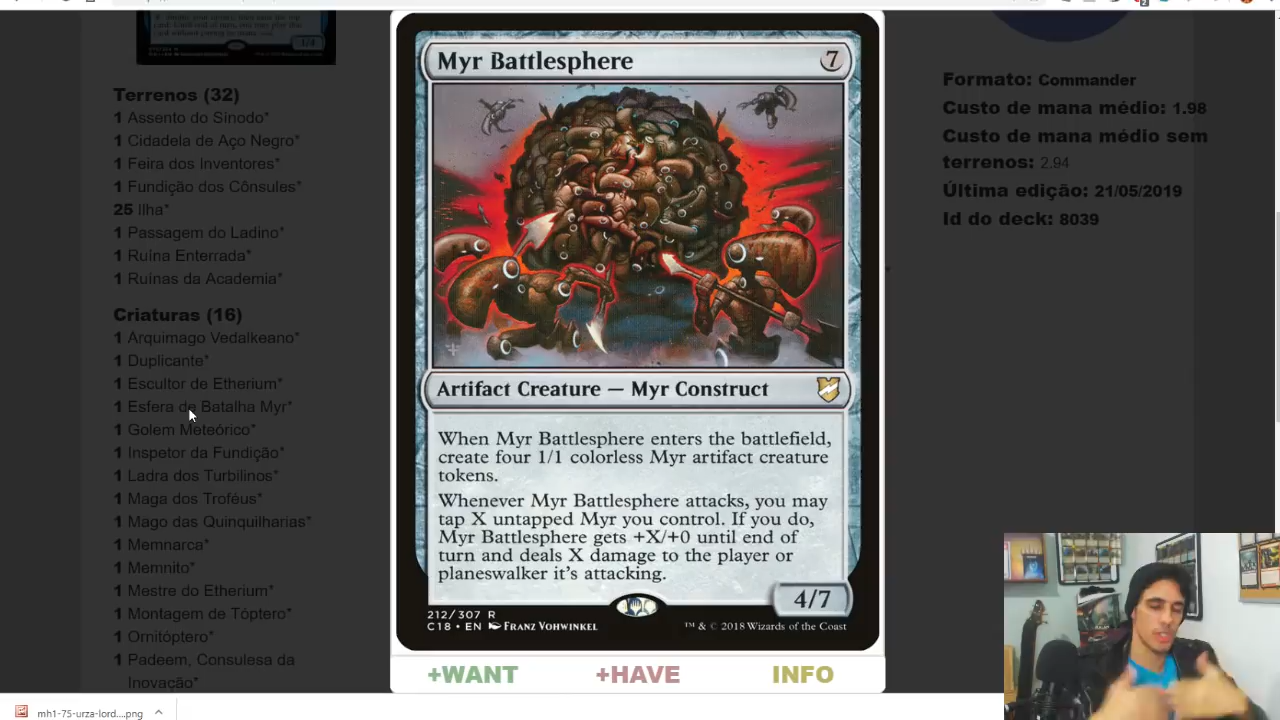 Terrenos (32)
1 Assento do Sínodo*
1 Cidadela de Aço Negro*
1 Feira dos Inventores*
1 Fundição dos Cônsules*
25 Ilha*
1 Passagem do Ladino*
1 Ruína Enterrada*
1 Ruínas da Academia*
Criaturas (16)
1 Arquimago Vedalkeano*
1 Duplicante*
1 Escultor de Etherium*
1 Esfera de Batalha Myr*
1 Golem Meteórico*
1 Inspetor da Fundição*
1 Ladra dos Turbilinos*
1 Maga dos Troféus*
1 Mago das Quinquilharias*
1 Memnarca*
1 Memnito*
1 Mestre do Etherium*
1 Montagem de Tóptero*
1 Ornitóptero*
1 Padeem, Consulesa da
Inovação*
Myr Battlesphere 7
Artifact Creature — Myr Construct
When Myr Battlesphere enters the battlefield,
create four 1/1 colorless Myr artifact creature
tokens.
Whenever Myr Battlesphere attacks, you may
tap X untapped Myr you control. If you do,
Myr Battlesphere gets +X/+0 until end of
turn and deals X damage to the player or
planeswalker it's attacking.
4/7
212/307 R
C18 • EN Franz Vohwinkel
™ & © 2018 Wizards of the Coast
+WANT +HAVE INFO
Formato: Commander
Custo de mana médio: 1.98
Custo de mana médio sem
terrenos: 2,94
Última edição: 21/05/2019
Id do deck: 8039
mh1-75-urza-lord....png